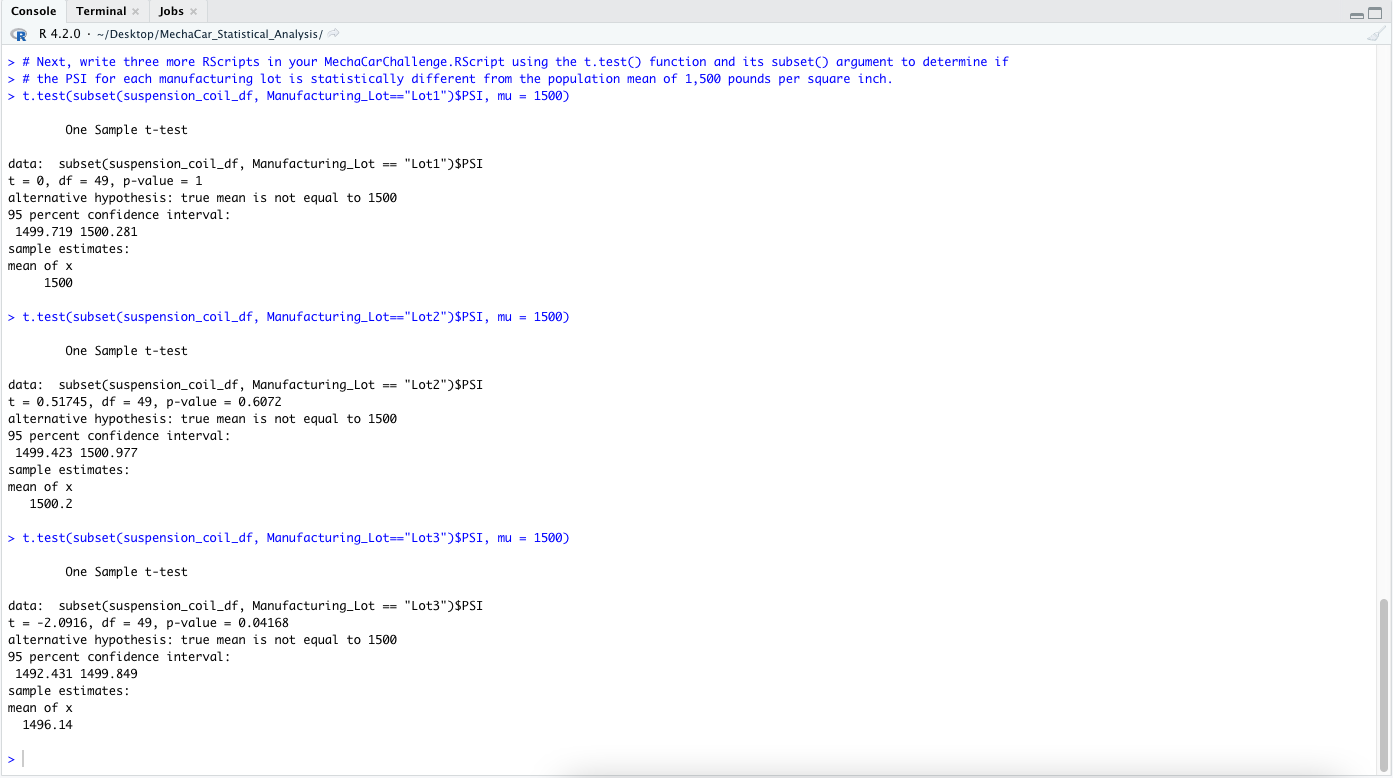 Console Terminal Jobs
R 4.2.0 · ~/Desktop/MechaCar_Statistical_Analysis/
> # Next, write three more RScripts in your MechaCarChallenge.RScript using the t.test() function and its subset() argument to determine if
> # the PSI for each manufacturing lot is statistically different from the population mean of 1,500 pounds per square inch.
> t.test(subset(suspension_coil_df, Manufacturing_Lot=="Lot1")$PSI, mu = 1500)
One Sample t-test
data:  subset(suspension_coil_df, Manufacturing_Lot == "Lot1")$PSI
t = 0, df = 49, p-value = 1
alternative hypothesis: true mean is not equal to 1500
95 percent confidence interval:
1499.719 1500.281
sample estimates:
mean of x
1500
> t.test(subset(suspension_coil_df, Manufacturing_Lot=="Lot2")$PSI, mu = 1500)
One Sample t-test
data:  subset(suspension_coil_df, Manufacturing_Lot == "Lot2")$PSI
t = 0.51745, df = 49, p-value = 0.6072
alternative hypothesis: true mean is not equal to 1500
95 percent confidence interval:
1499.423 1500.977
sample estimates:
mean of x
1500.2
> t.test(subset(suspension_coil_df, Manufacturing_Lot=="Lot3")$PSI, mu = 1500)
One Sample t-test
data:  subset(suspension_coil_df, Manufacturing_Lot == "Lot3")$PSI
t = -2.0916, df = 49, p-value = 0.04168
alternative hypothesis: true mean is not equal to 1500
95 percent confidence interval:
1492.431 1499.849
sample estimates:
mean of x
1496.14
>